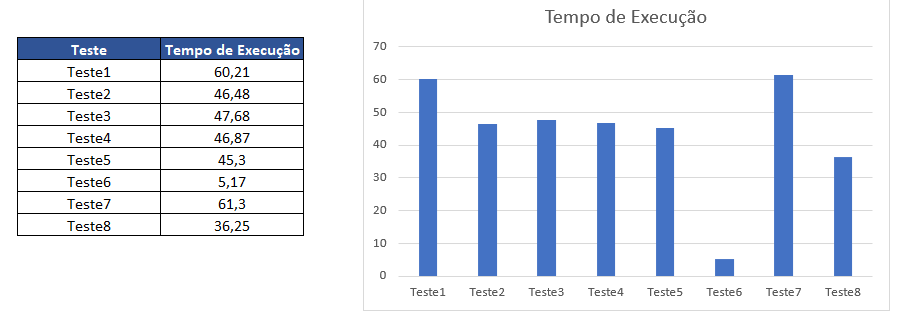 Teste Tempo de Execução
Teste1 60,21
Teste2 46,48
Teste3 47,68
Teste4 46,87
Teste5 45,3
Teste6 5,17
Teste7 61,3
Teste8 36,25
Tempo de Execução
70
60
50
40
30
20
10
0
Teste1 Teste2 Teste3 Teste4 Teste5 Teste6 Teste7 Teste8